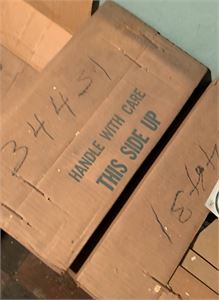 34451
HANDLE WITH CARE
THIS SIDE UP